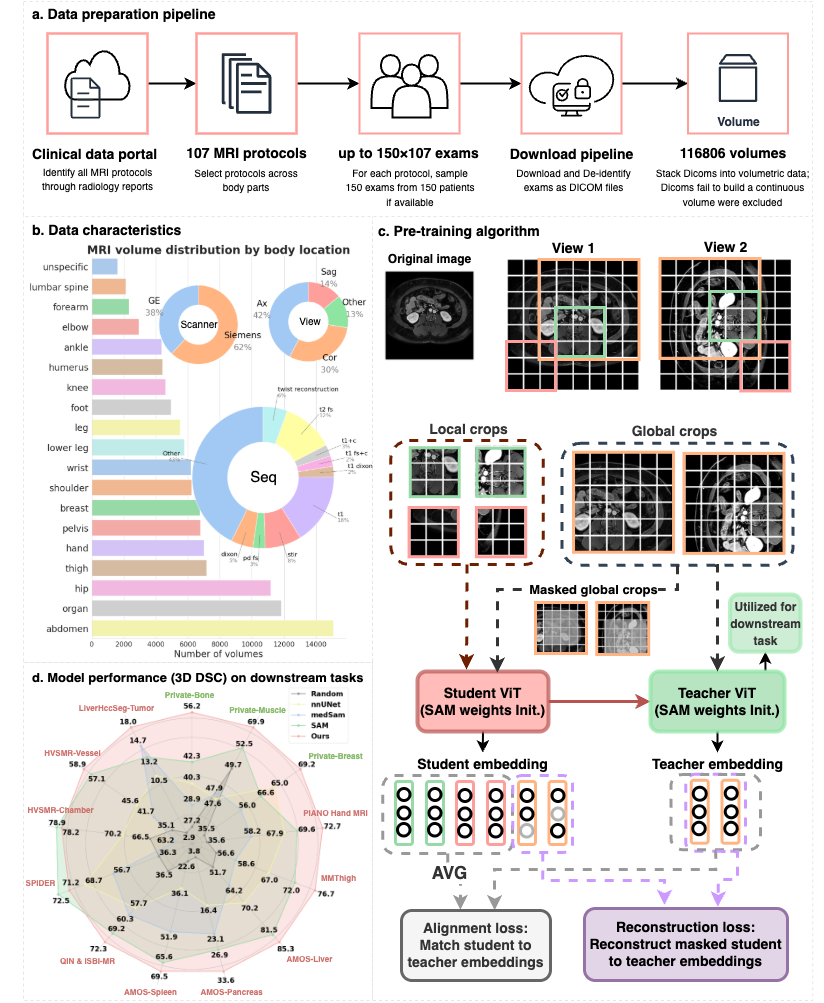 a. Data preparation pipeline
Volume
Clinical data portal
Identify all MRI protocols
through radiology reports
107 MRI protocols
Select protocols across
body parts
up to 150×107 exams
For each protocol, sample
150 exams from 150 patients
if available
Download pipeline
Download and De-identify
exams as DICOM files
116806 volumes
Stack Dicoms into volumetric data;
Dicoms fail to build a continuous
volume were excluded
b. Data characteristics
MRI volume distribution by body location
unspecific
lumbar spine
forearm
elbow
ankle
humerus
knee
foot
leg
lower leg
wrist
shoulder
breast
pelvis
hand
thigh
hip
organ
abdomen
0 2000 4000 6000 8000 10000 12000 14000
Number of volumes
GE
38%
Scanner
Siemens
62%
Ax
42%
View
Sag
14%
Other
13%
Cor
30%
Seq
twist reconstruction
6%
t2 fs
12%
t1+c
t1 fs+c
2%
t1 dixon
2%
t1
16%
stir
8%
pd fs
3%
dixon
5%
Other
c. Pre-training algorithm
Original image
View 1
View 2
Local crops
Global crops
Masked global crops
Utilized for
downstream
task
Student ViT
(SAM weights Init.)
Teacher ViT
(SAM weights Init.)
Student embedding
Teacher embedding
AVG
Alignment loss:
Match student to
teacher embeddings
Reconstruction loss:
Reconstruct masked student
to teacher embeddings
d. Model performance (3D DSC) on downstream tasks
Random
nnUNet
medSam
SAM
Ours
Private-Bone
56.2
42.3
40.3
28.9
27.2
Private-Muscle
69.9
52.5
49.7
47.9
47.6
35.5
Private-Breast
69.2
65.0
66.6
56.0
35.6
PIANO Hand MRI
72.7
69.6
67.9
58.2
56.6
MMThigh
76.7
72.0
67.0
58.6
51.7
AMOS-Liver
85.3
81.5
70.2
64.2
AMOS-Pancreas
33.6
26.9
23.1
16.4
3.8
AMOS-Spleen
69.5
65.6
51.9
36.1
22.6
QIN & ISBI-MR
72.3
69.2
60.3
57.7
36.5
SPIDER
72.5
71.2
68.7
56.7
36.3
HVSMR-Chamber
78.9
78.2
70.2
66.5
63.2
HVSMR-Vessel
58.9
57.1
45.6
41.7
35.1
LiverHccSeg-Tumor
18.0
14.7
13.2
10.5
2.9